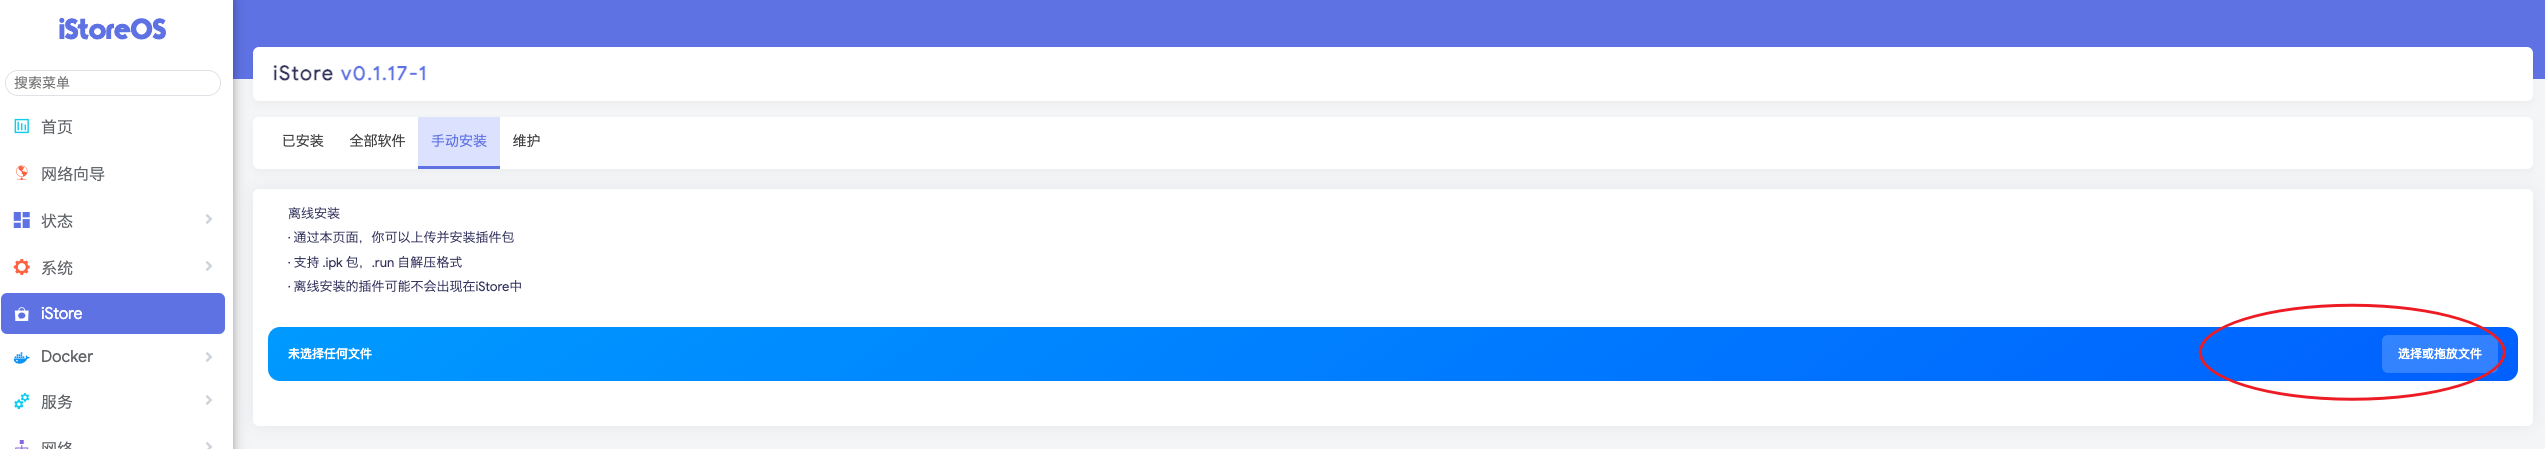 iStoreOS
搜索菜单
首页
网络向导
状态
系统
iStore
Docker
服务
网络
iStore v0.1.17-1
已安装 全部软件 手动安装 维护
离线安装
· 通过本页面，你可以上传并安装插件包
· 支持 .ipk 包，.run 自解压格式
· 离线安装的插件可能不会出现在iStore中
未选择任何文件 选择或拖放文件